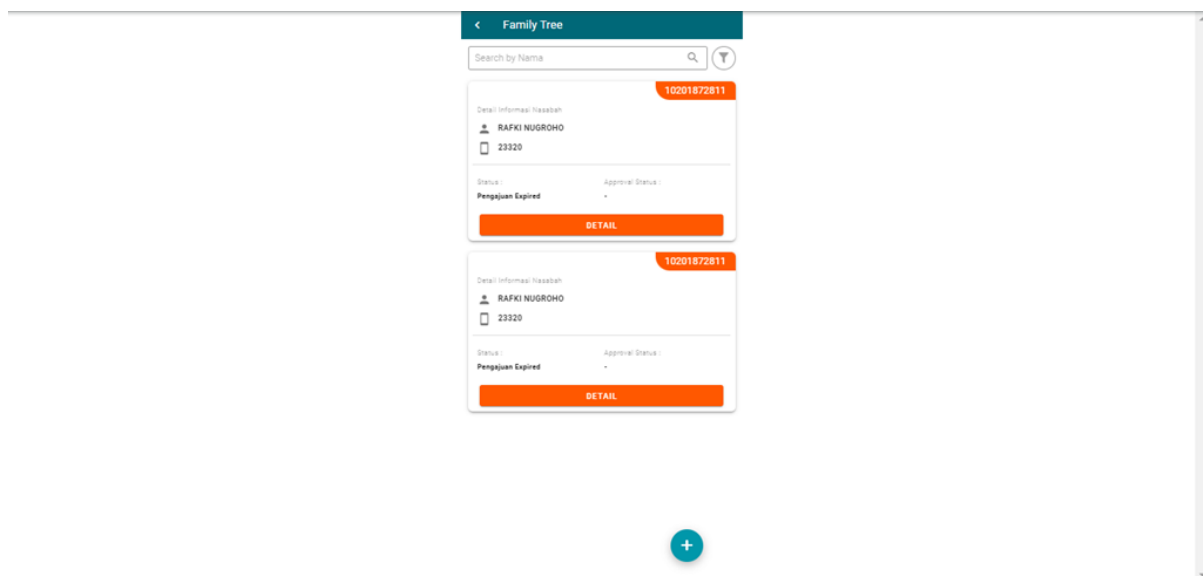 Family Tree
Search by Nama
10201872811
Detail Informasi Nasabah
RAFKI NUGROHO
23320
Status : Approval Status :
Pengajuan Expired -
DETAIL
10201872811
Detail Informasi Nasabah
RAFKI NUGROHO
23320
Status : Approval Status :
Pengajuan Expired -
DETAIL